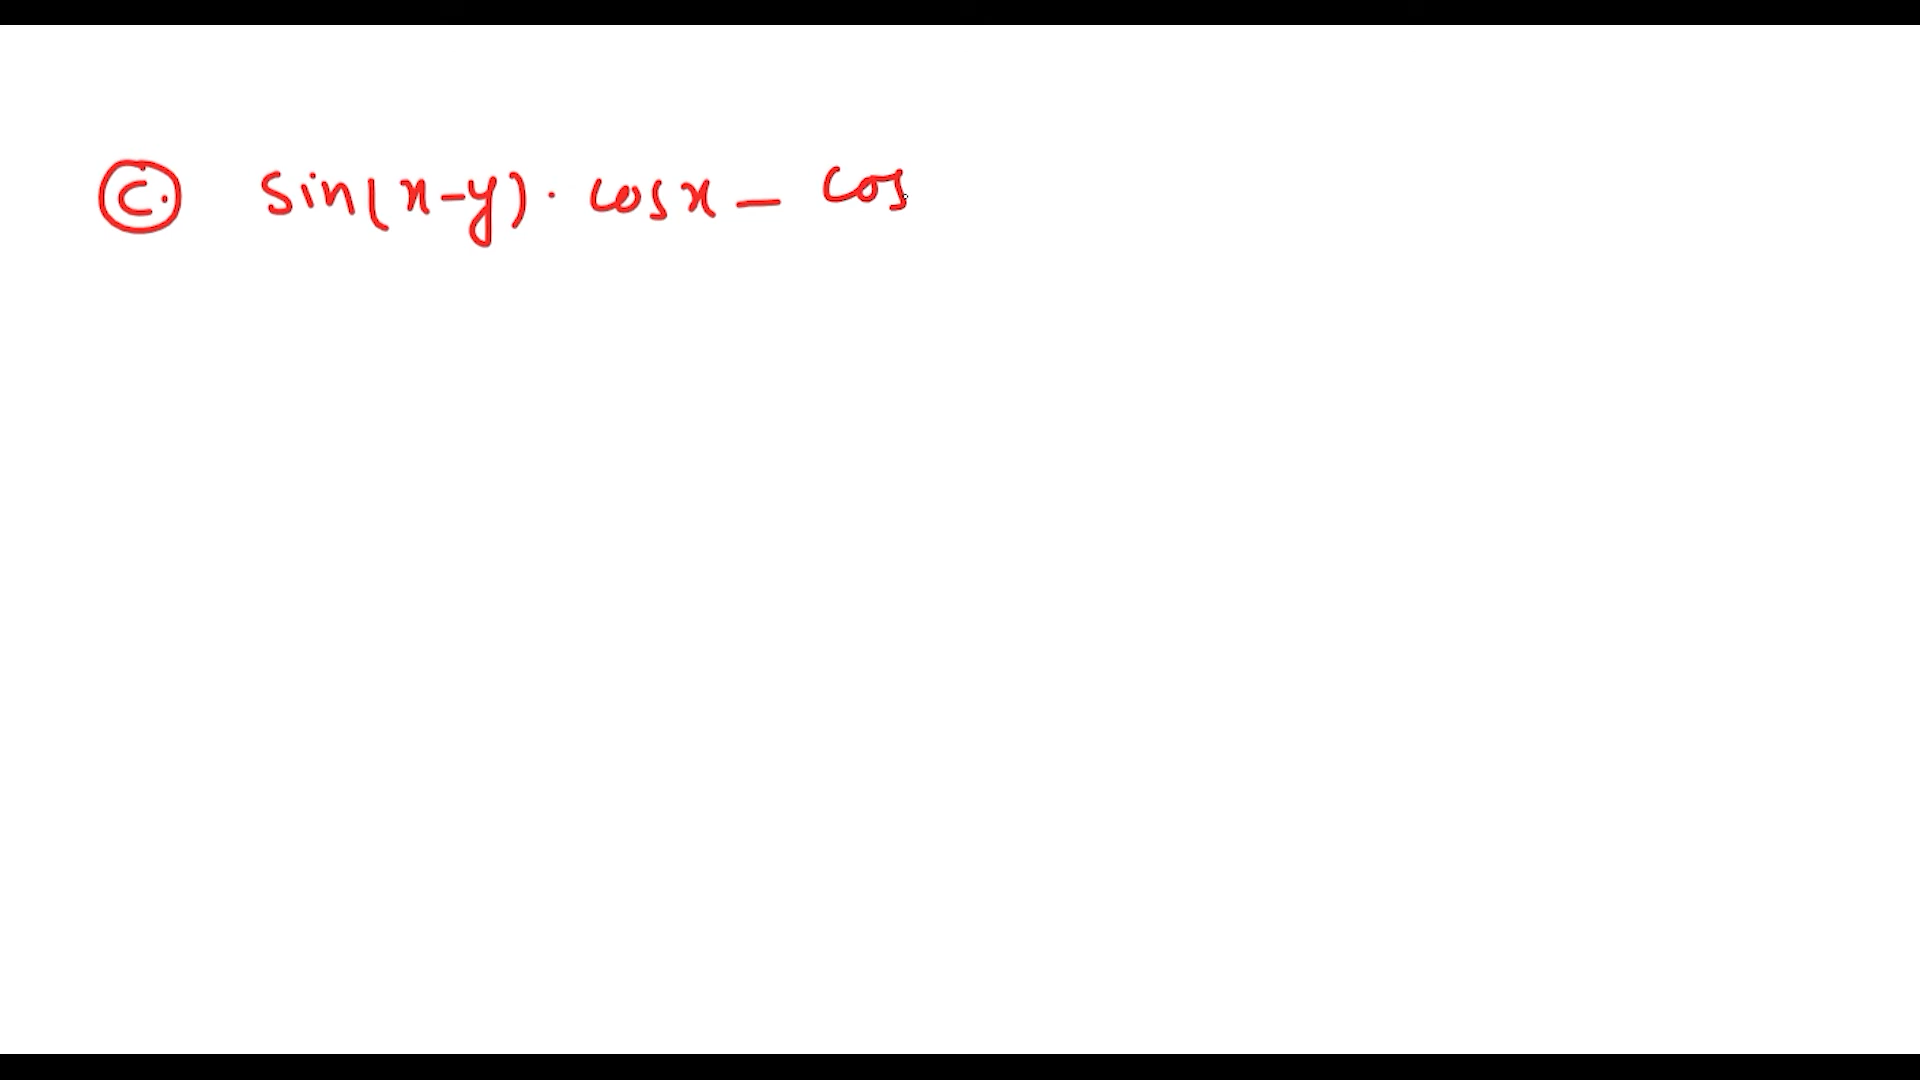 C. sin(x-y) · cosx - cos